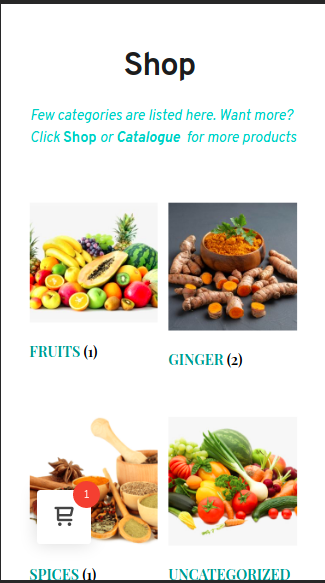 Shop
Few categories are listed here. Want more?
Click Shop or Catalogue for more products
FRUITS (1)
GINGER (2)
1
SPICES (1)
UNCATEGORIZED